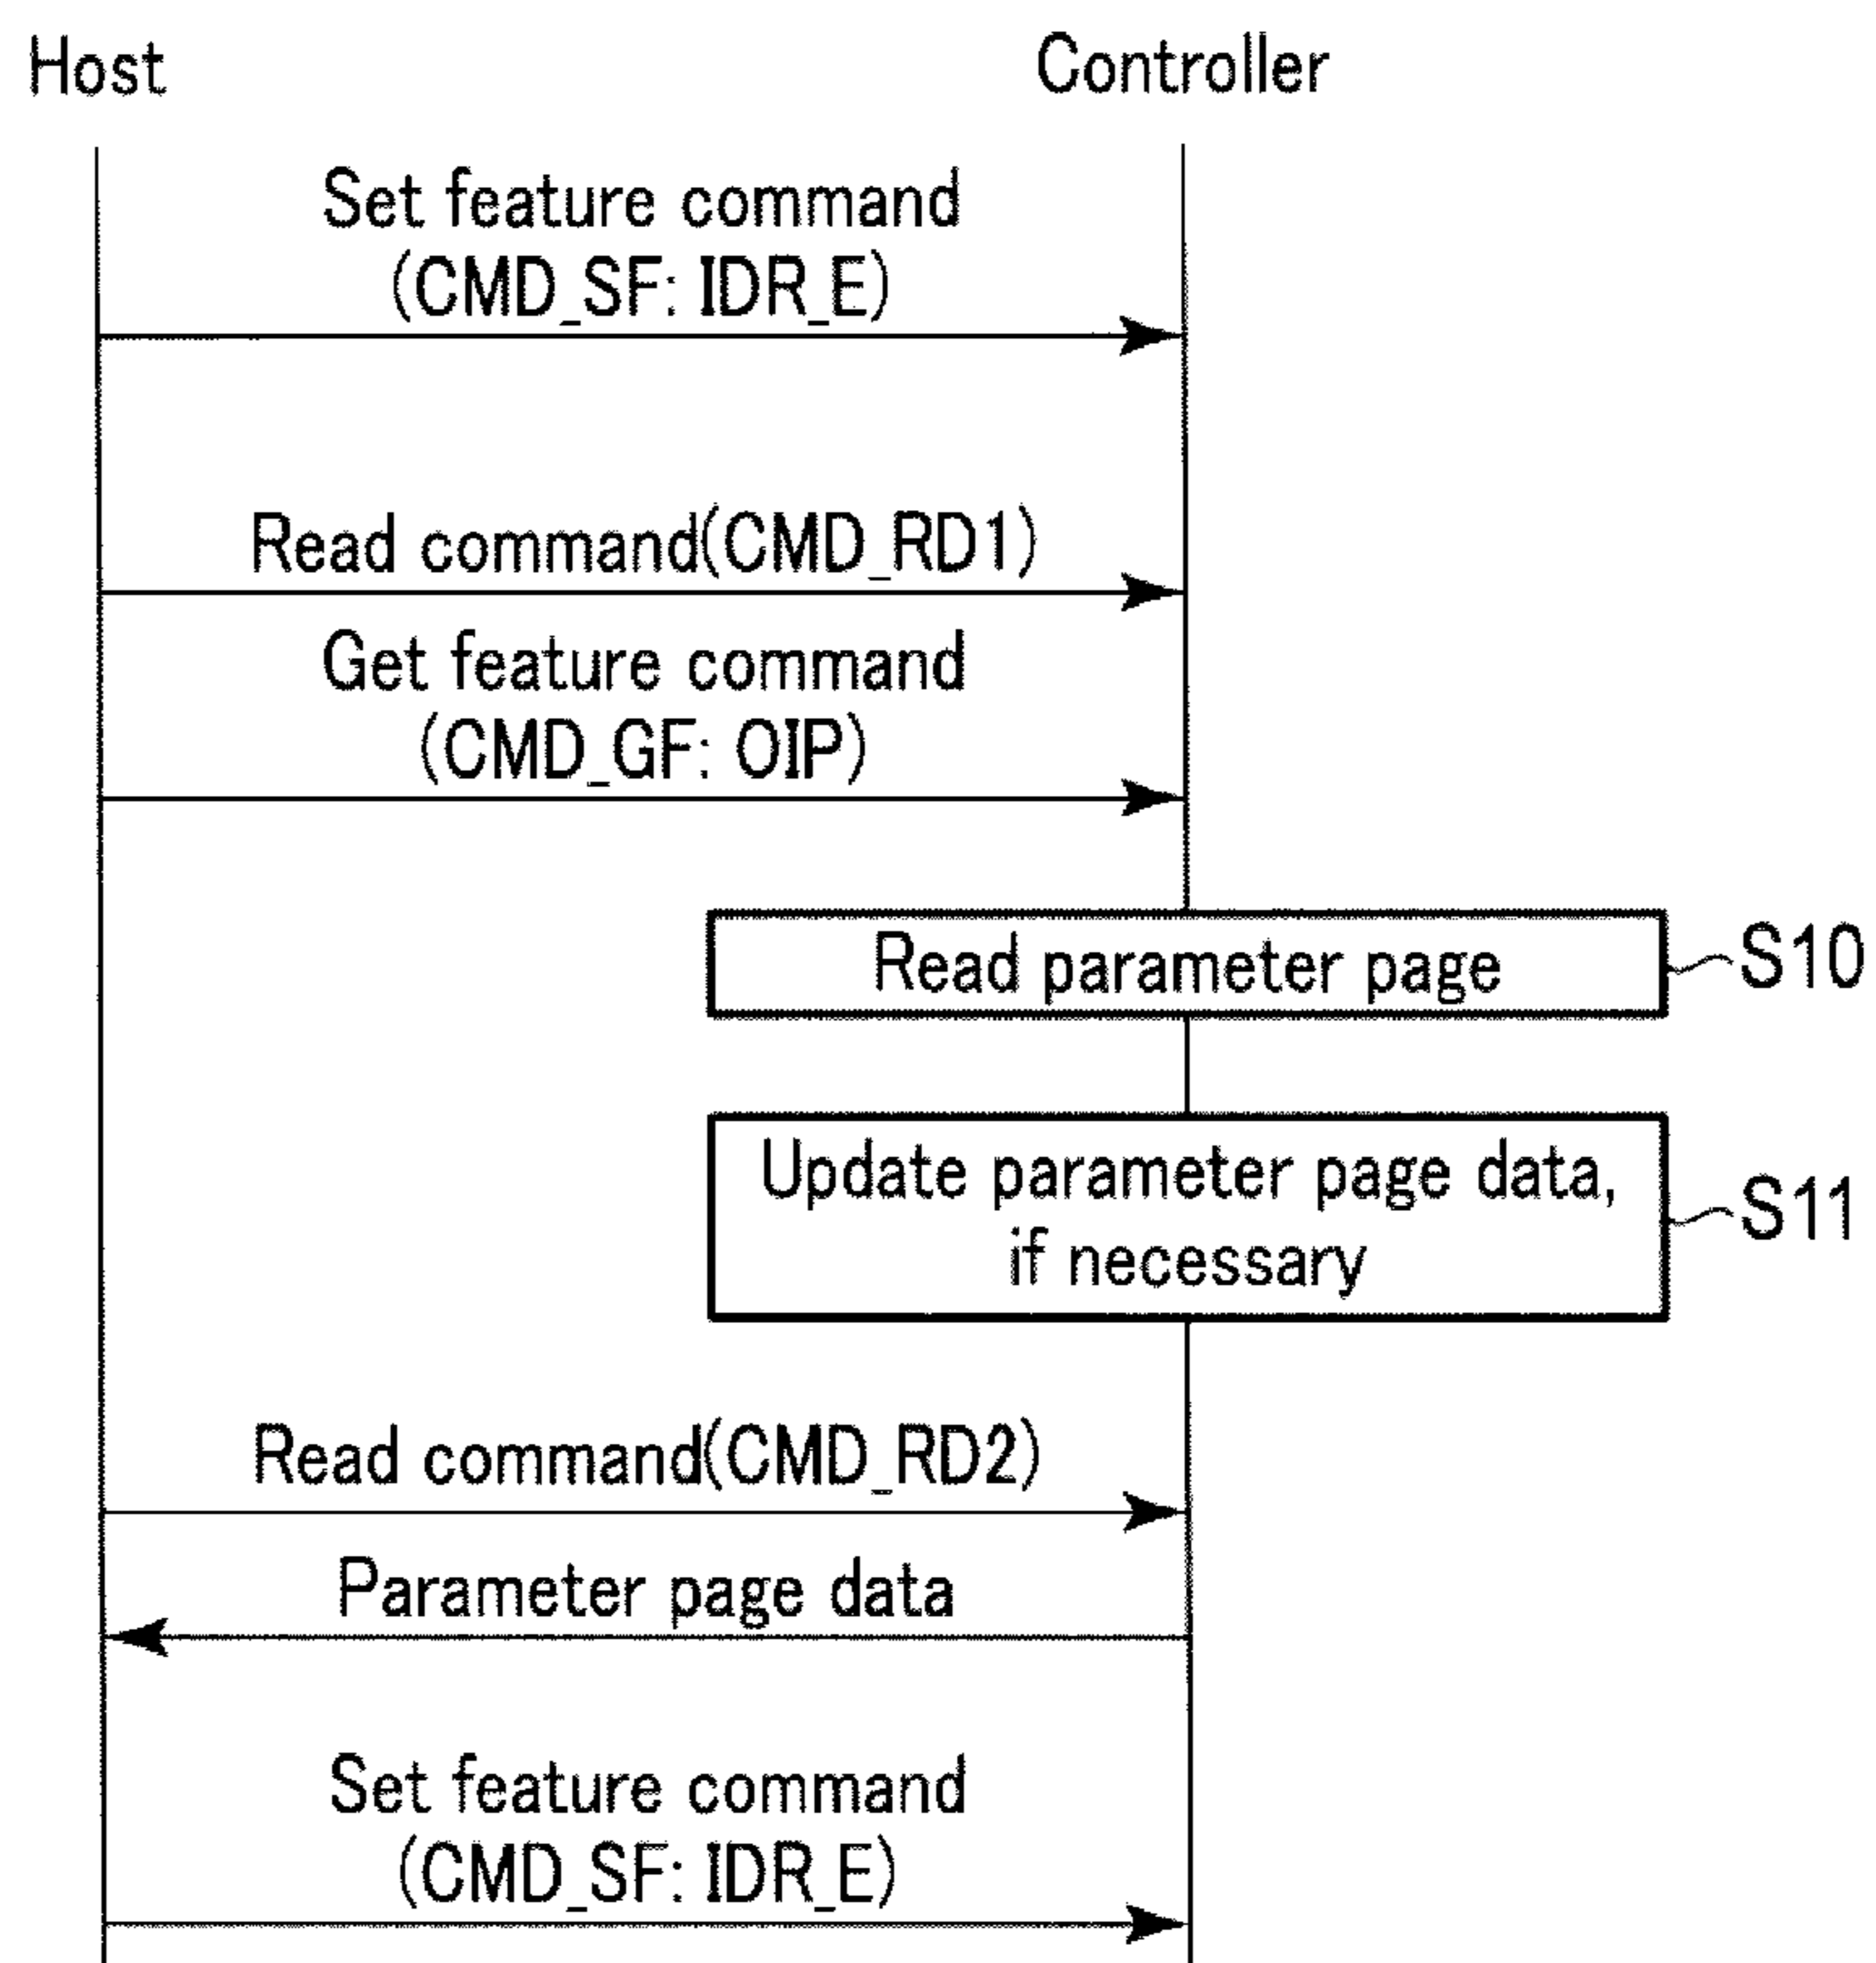 Host
Controller
Set feature command
(CMD_SF: IDR_E)
Read command(CMD_RD1)
Get feature command
(CMD_GF: OIP)
Read parameter page
S10
Update parameter page data,
if necessary
S11
Read command(CMD_RD2)
Parameter page data
Set feature command
(CMD_SF: IDR_E)